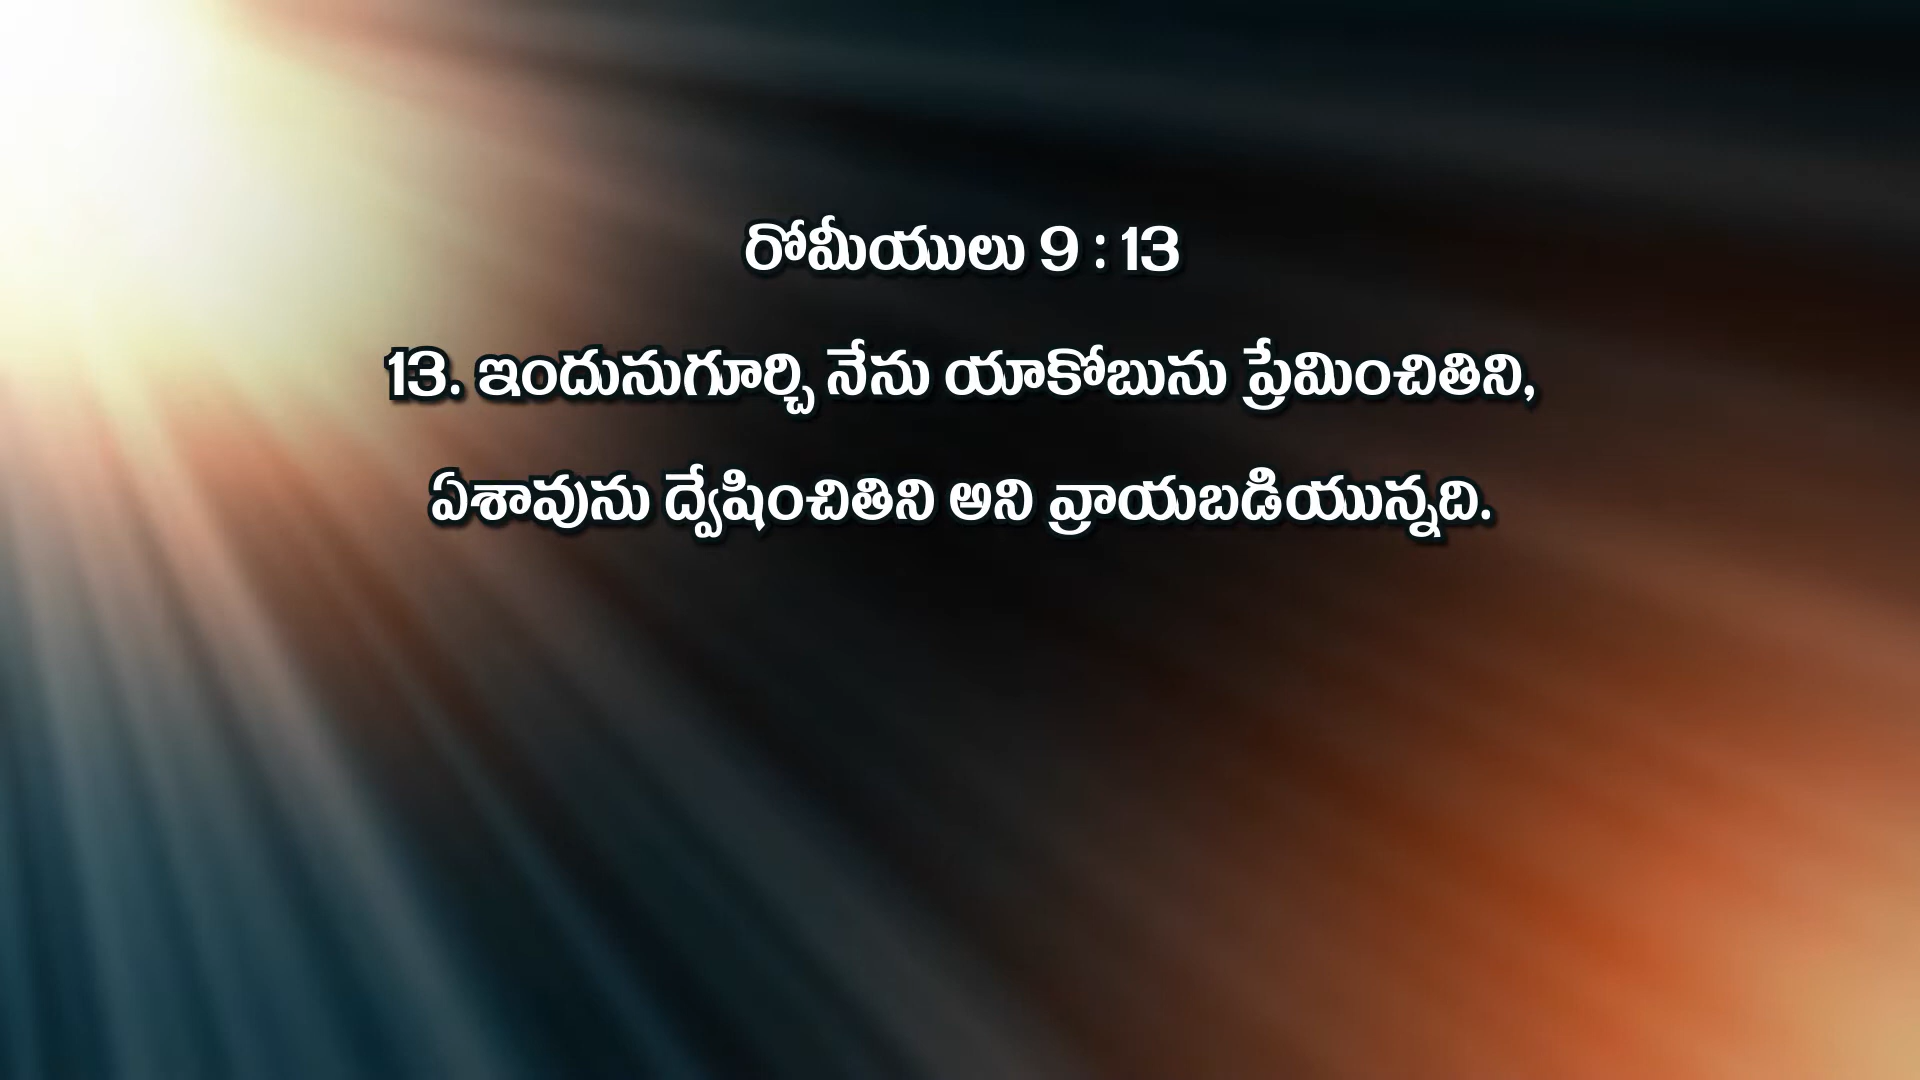 రోమీయులు 9 : 13
13. ఇందునుగూర్చి నేను యాకోబును ప్రేమించితిని,
ఏశావును ద్వేషించితిని అని వ్రాయబడియున్నది.